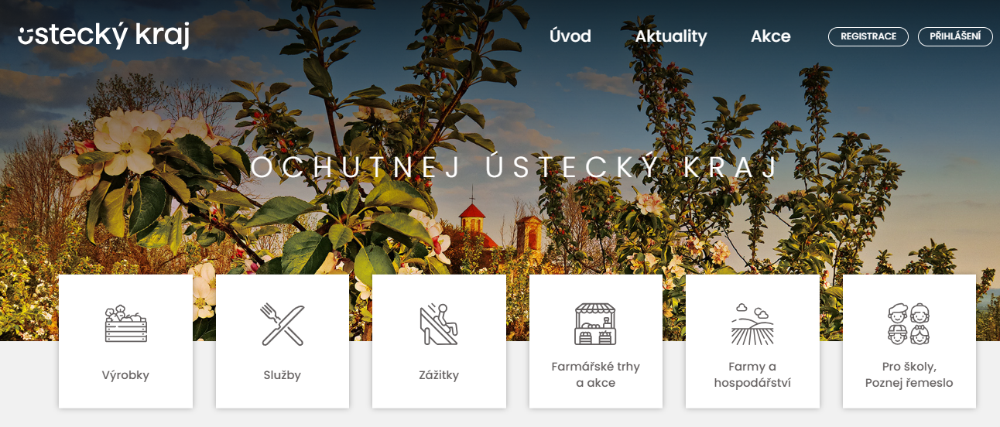 ústecký kraj
Úvod Aktuality Akce REGISTRACE PŘIHLÁŠENÍ
OCHUTNEJ ÚSTECKÝ KRAJ
Výrobky
Služby
Zážitky
Farmářské trhy
a akce
Farmy a
hospodářství
Pro školy,
Poznej řemeslo